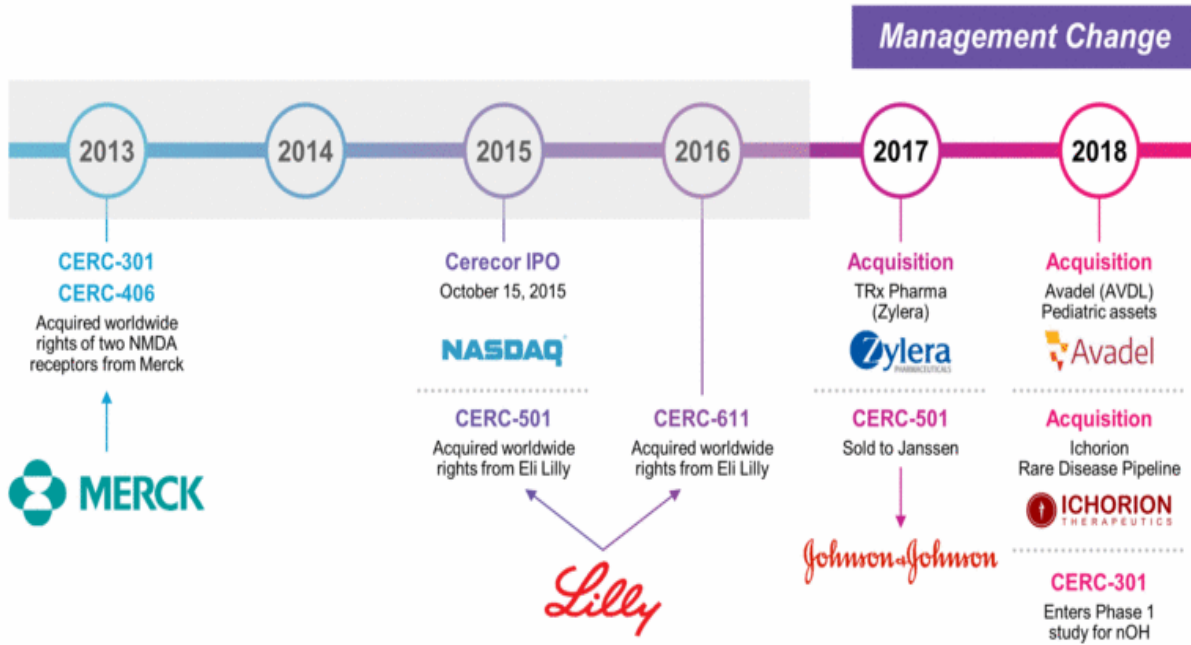 Management Change
2013
2014
2015
2016
2017
2018
CERC-301
CERC-406
Acquired worldwide
rights of two NMDA
receptors from Merck
MERCK
Cerecor IPO
October 15, 2015
NASDAQ
CERC-501
Acquired worldwide
rights from Eli Lilly
CERC-611
Acquired worldwide
rights from Eli Lilly
Lilly
Acquisition
TRx Pharma
(Zylera)
Zylera
PHARMACEUTICALS
CERC-501
Sold to Janssen
Johnson & Johnson
Acquisition
Avadel (AVDL)
Pediatric assets
Avadel
Acquisition
Ichorion
Rare Disease Pipeline
ICHORION
THERAPEUTICS
CERC-301
Enters Phase 1
study for nOH